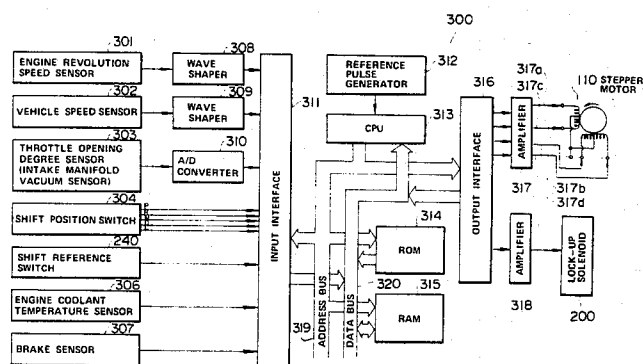 300
301
ENGINE REVOLUTION
SPEED SENSOR
308
WAVE
SHAPER
302
VEHICLE SPEED SENSOR
309
WAVE
SHAPER
303
THROTTLE OPENING
DEGREE SENSOR
(INTAKE MANIFOLD
VACUUM SENSOR)
310
A/D
CONVERTER
304
SHIFT POSITION SWITCH
240
SHIFT REFERENCE
SWITCH
306
ENGINE COOLANT
TEMPERATURE SENSOR
307
BRAKE SENSOR
311
INPUT INTERFACE
REFERENCE
PULSE
GENERATOR
312
313
CPU
314
ROM
315
RAM
319
ADDRESS BUS
320
DATA BUS
316
OUTPUT INTERFACE
317a
317c
AMPLIFIER
317
317b
317d
110 STEPPER
MOTOR
AMPLIFIER
318
LOCK-UP
SOLENOID
200